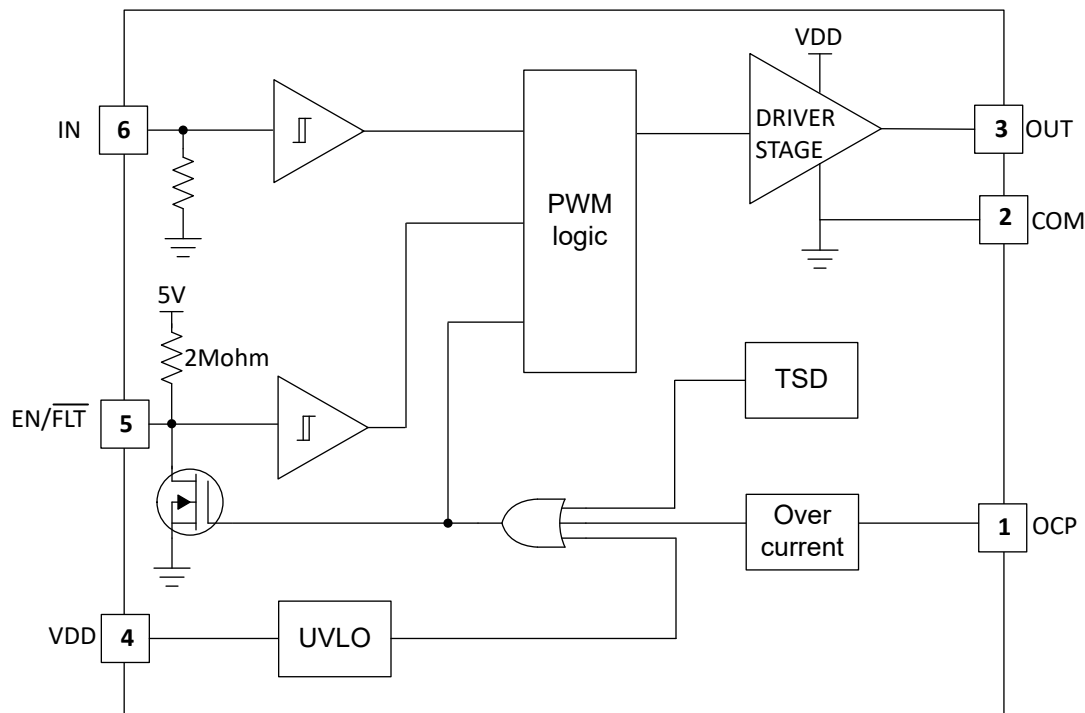 VDD
IN
6
DRIVER
STAGE
3
OUT
PWM
logic
2
COM
5V
2Mohm
TSD
EN/FLT
5
Over
current
1
OCP
VDD
4
UVLO